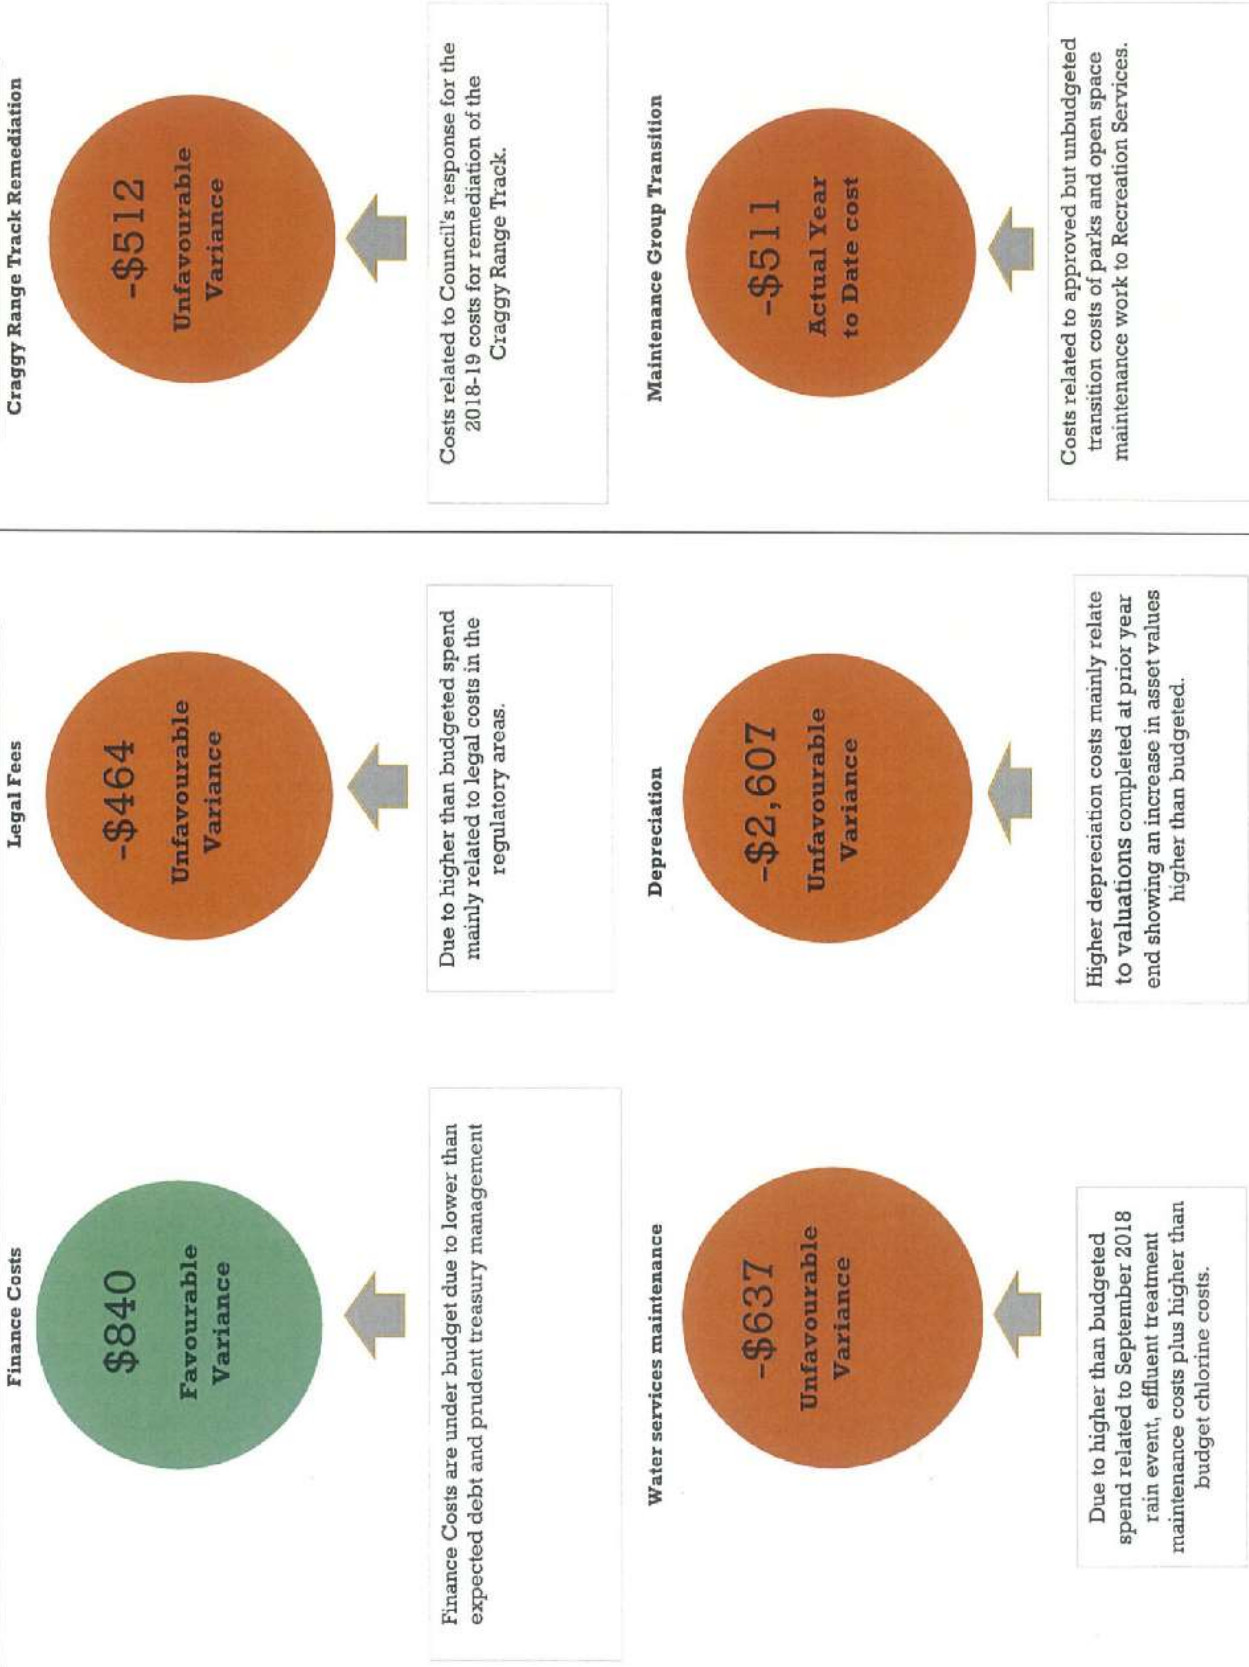 Finance Costs
$840
Favourable
Variance
Finance Costs are under budget due to lower than
expected debt and prudent treasury management
Legal Fees
-$464
Unfavourable
Variance
Due to higher than budgeted spend
mainly related to legal costs in the
regulatory areas.
Craggy Range Track Remediation
-$512
Unfavourable
Variance
Costs related to Council's response for the
2018-19 costs for remediation of the
Craggy Range Track.
Water services maintenance
-$637
Unfavourable
Variance
Due to higher than budgeted
spend related to September 2018
rain event, effluent treatment
maintenance costs plus higher than
budget chlorine costs.
Depreciation
-$2,607
Unfavourable
Variance
Higher depreciation costs mainly relate
to valuations completed at prior year
end showing an increase in asset values
higher than budgeted.
Maintenance Group Transition
-$511
Actual Year
to Date cost
Costs related to approved but unbudgeted
transition costs of parks and open space
maintenance work to Recreation Services.